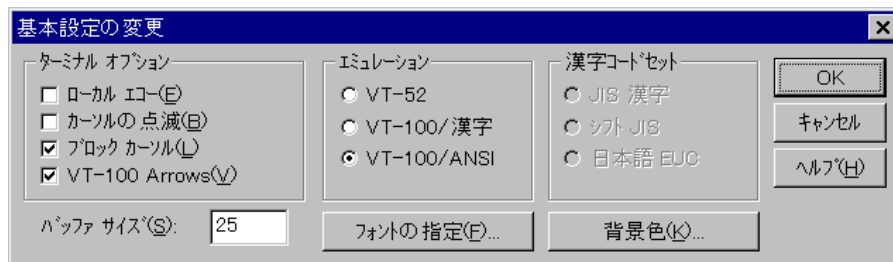 基本設定の変更
ﾀｰﾐﾅﾙ ｵﾌﾟｼｮﾝ
ﾛｰｶﾙ ｴｺｰ(E)
ｶｰｿﾙの点滅(B)
ﾌﾞﾛｯｸ ｶｰｿﾙ(L)
VT-100 Arrows(V)
ﾊﾞｯﾌｧ ｻｲｽﾞ(S):
25
ｴﾐｭﾚｰｼｮﾝ
VT-52
VT-100/漢字
VT-100/ANSI
ﾌｫﾝﾄの指定(F)...
漢字ｺｰﾄﾞｾｯﾄ
JIS 漢字
ｼﾌﾄ JIS
日本語 EUC
背景色(K)...
OK
ｷｬﾝｾﾙ
ﾍﾙﾌﾟ(H)